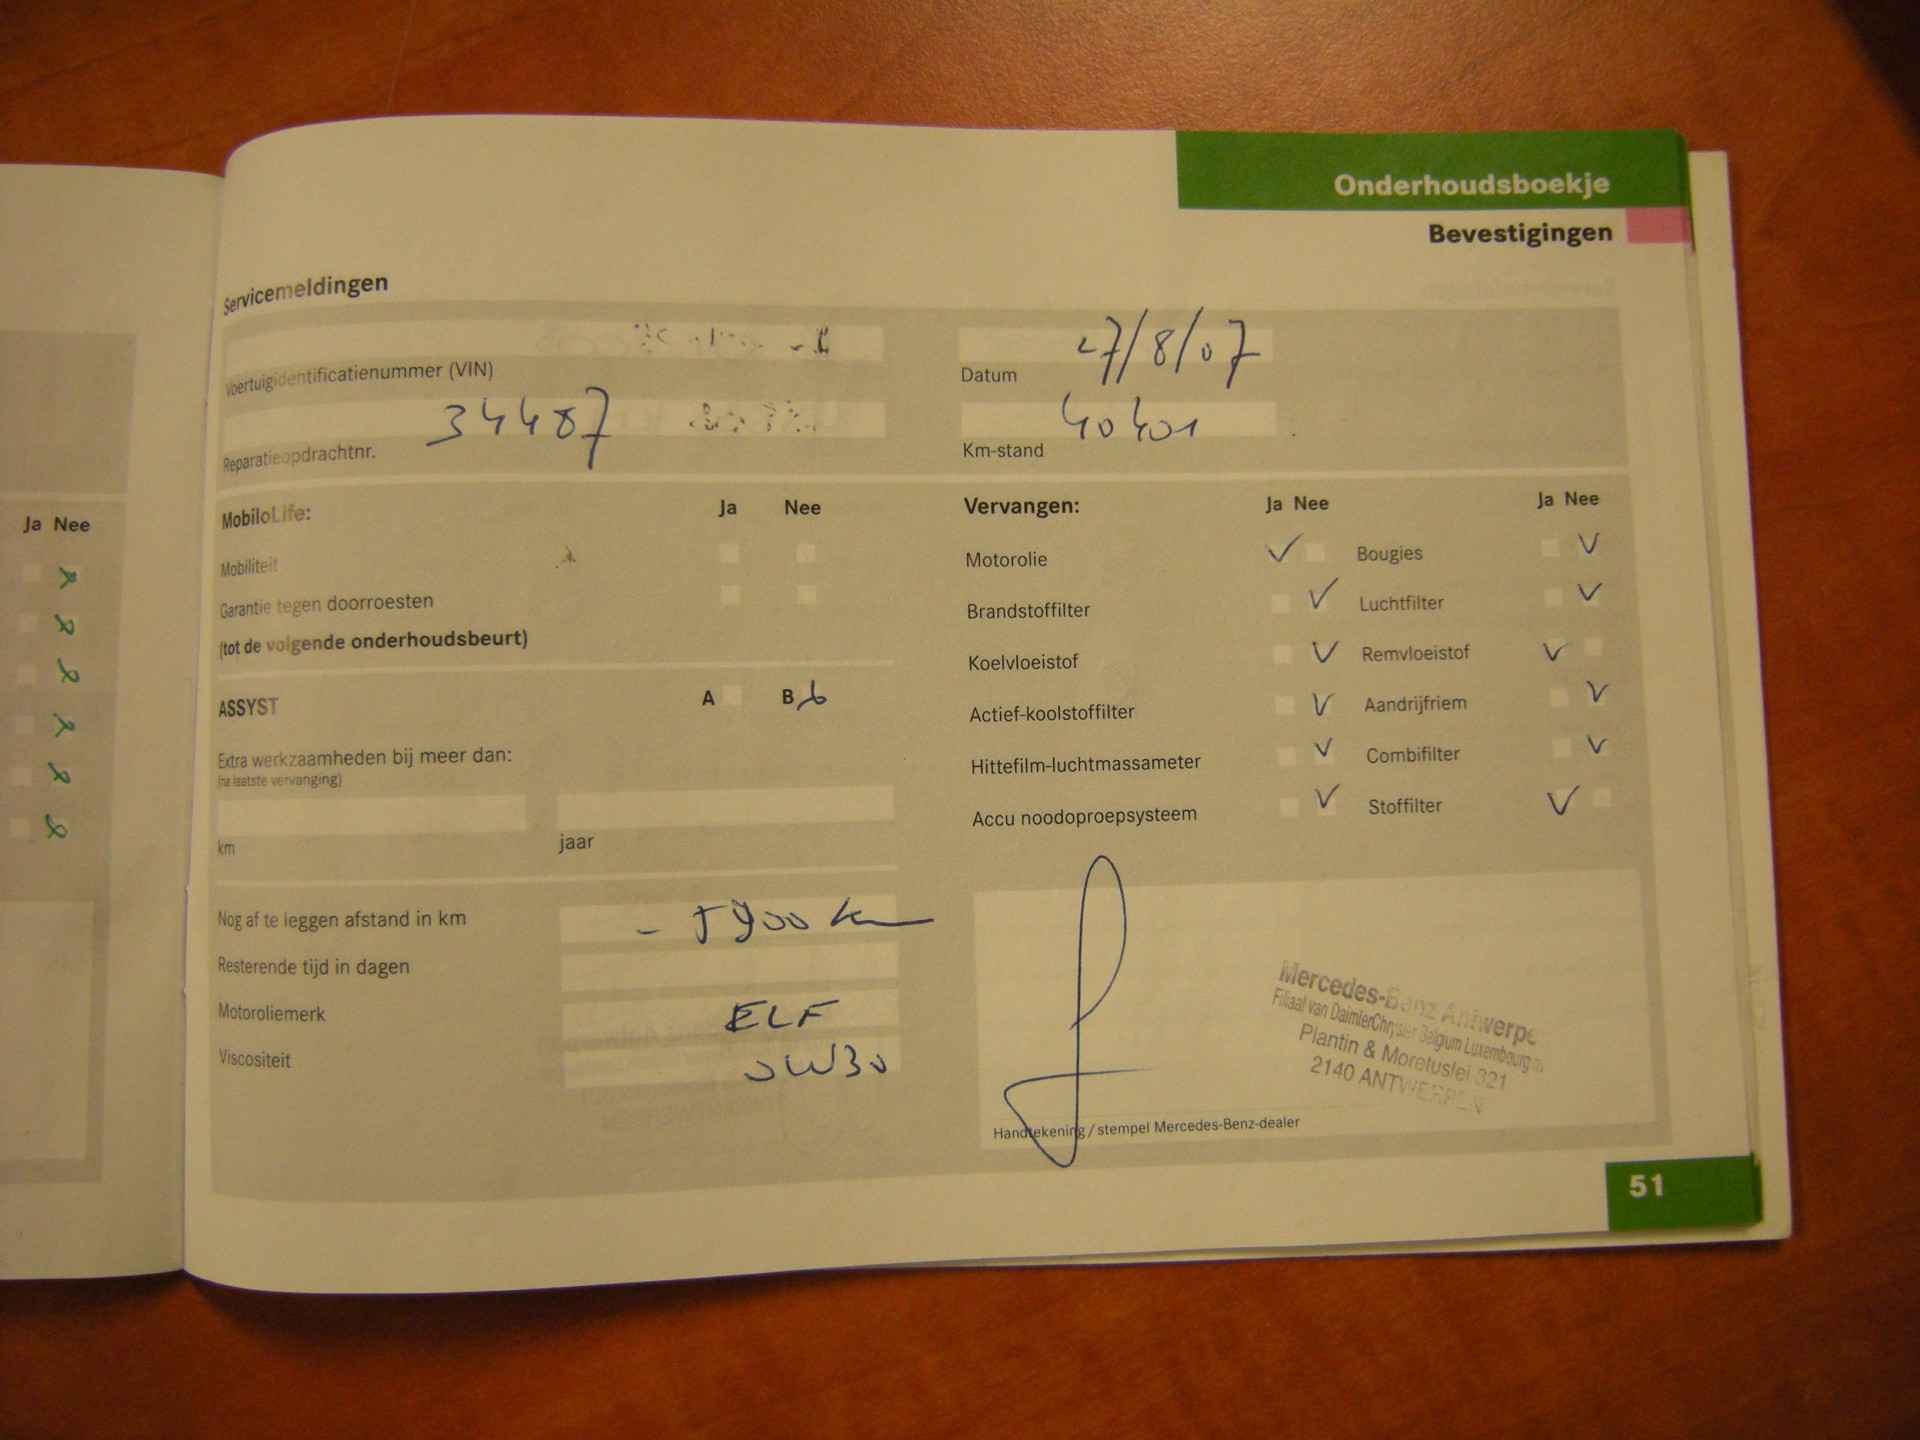 Ja Nee
Onderhoudsboekje
Bevestigingen
Servicemeldingen
Voertuigidentificatienummer (VIN)
27/8/07
Datum
34487
Reparatieopdrachtnr.
40401
Km-stand
MobiloLife: Ja Nee
Mobiliteit
Garantie tegen doorroesten
(tot de volgende onderhoudsbeurt)
ASSYST A B
Extra werkzaamheden bij meer dan:
(na laatste vervanging)
km jaar
Nog af te leggen afstand in km - 5900 km
Resterende tijd in dagen
Motoroliemerk ELF
Viscositeit 0W30
Vervangen: Ja Nee Ja Nee
Motorolie Bougies
Brandstoffilter Luchtfilter
Koelvloeistof Remvloeistof
Actief-koolstoffilter Aandrijfriem
Hittefilm-luchtmassameter Combifilter
Accu noodoproepsysteem Stoffilter
Mercedes-Benz Antwerpen
Filiaal van DaimlerChrysler Belgium Luxembourg
Plantin & Moretuslei 321
2140 ANTWERPEN
Handtekening / stempel Mercedes-Benz-dealer
51